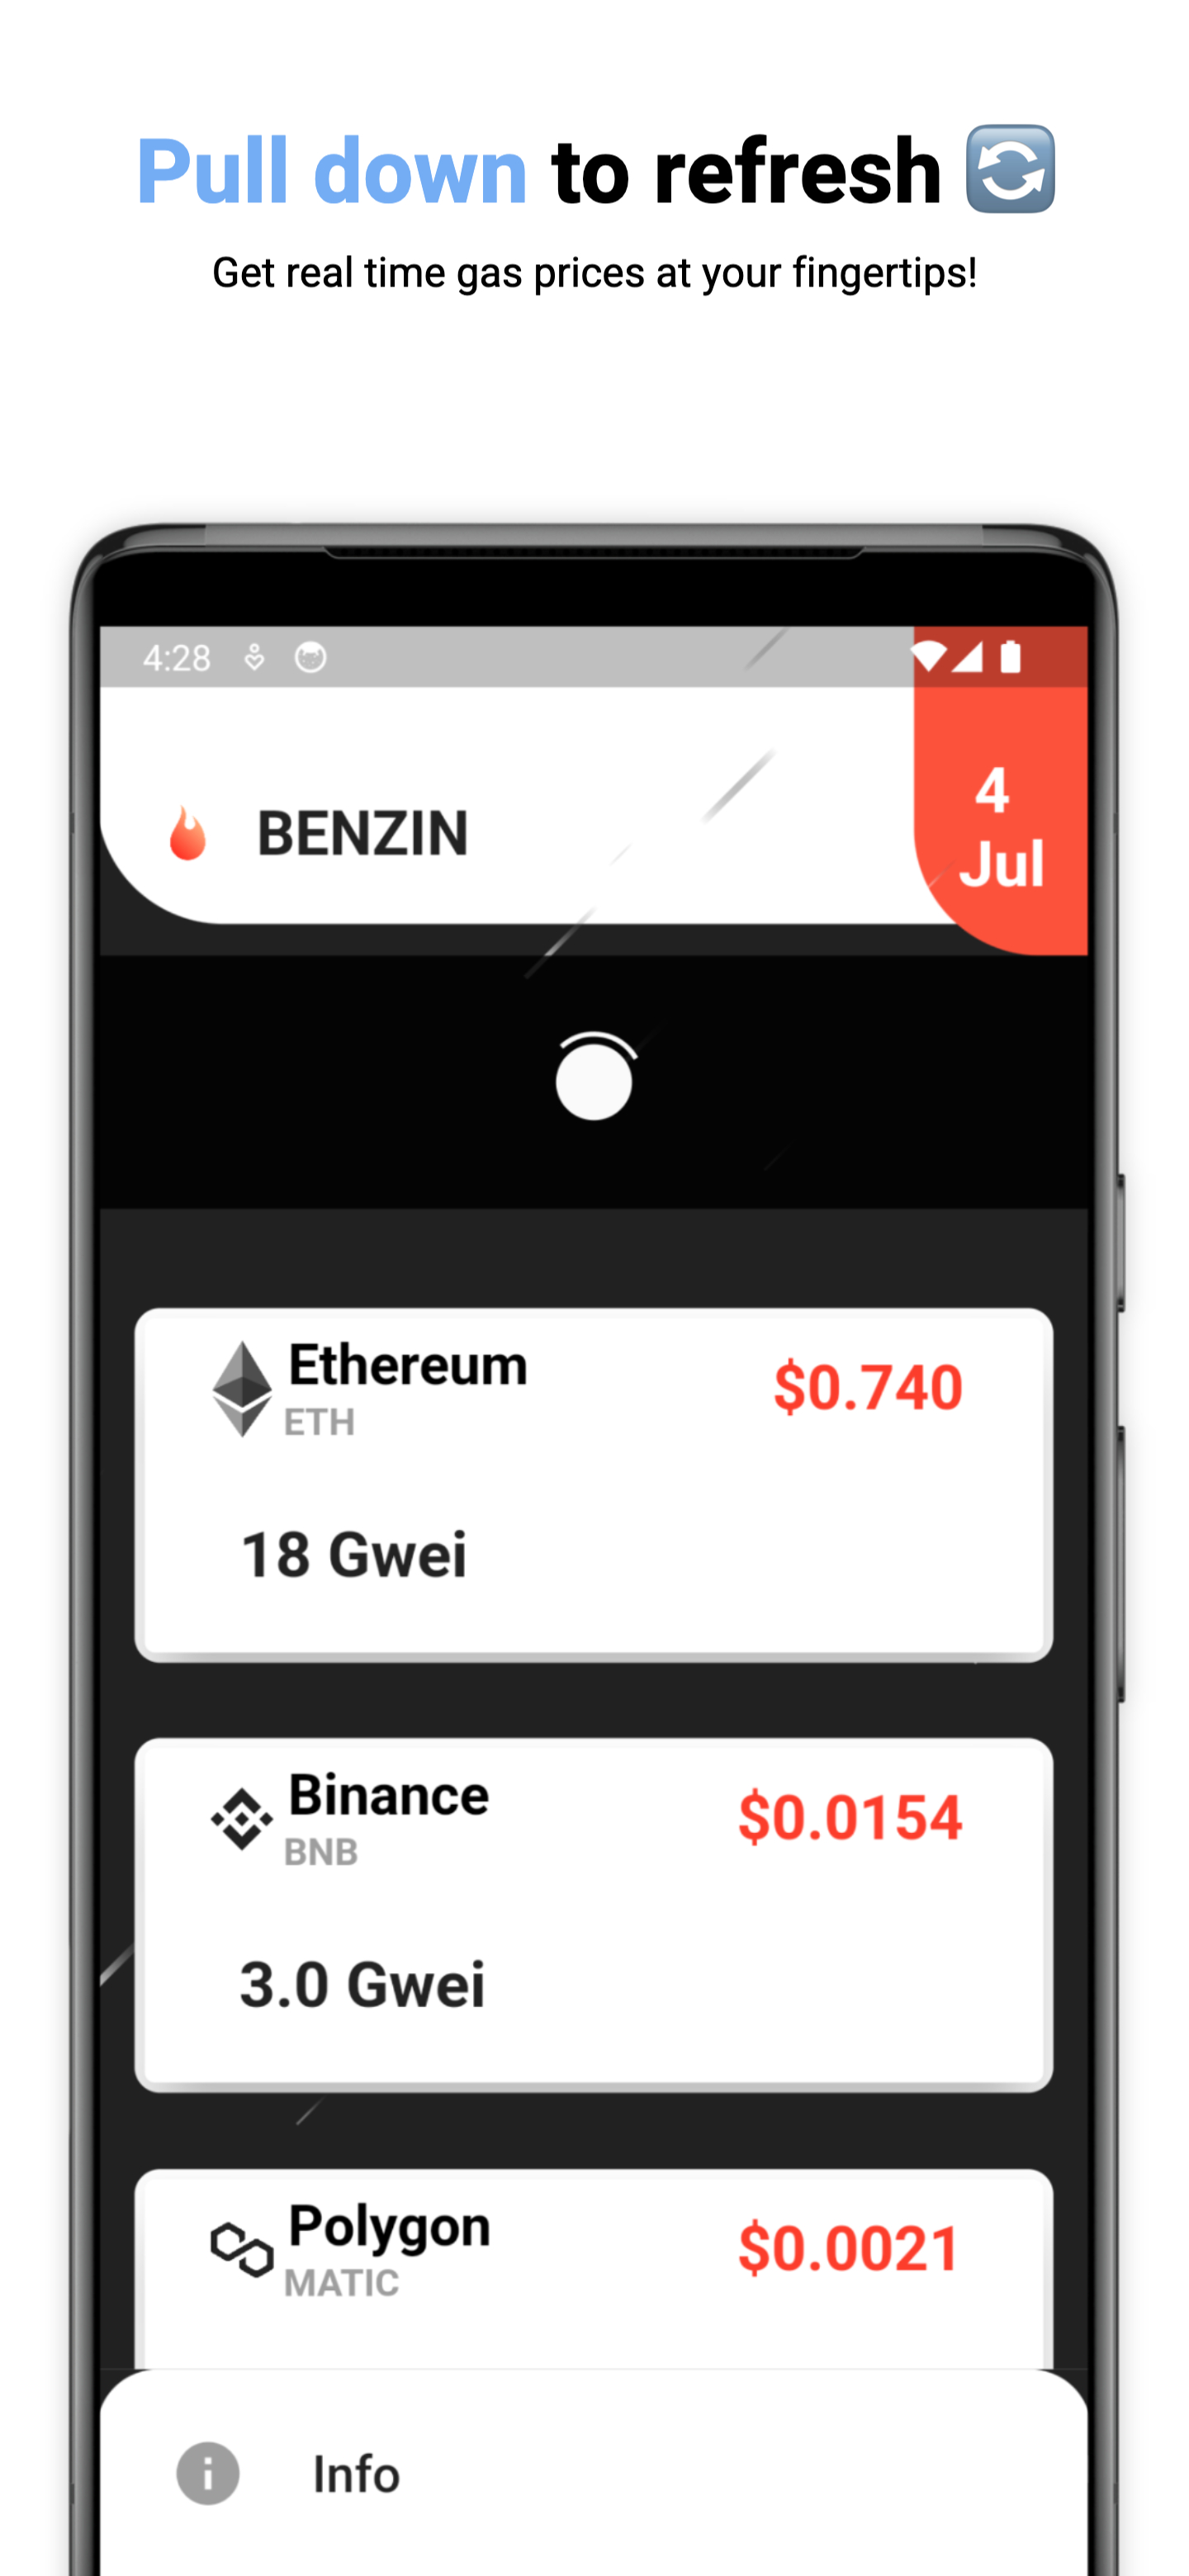 Pull down to refresh 🔄
Get real time gas prices at your fingertips!
4:28
BENZIN
4
Jul
Ethereum
ETH
$0.740
18 Gwei
Binance
BNB
$0.0154
3.0 Gwei
Polygon
MATIC
$0.0021
Info